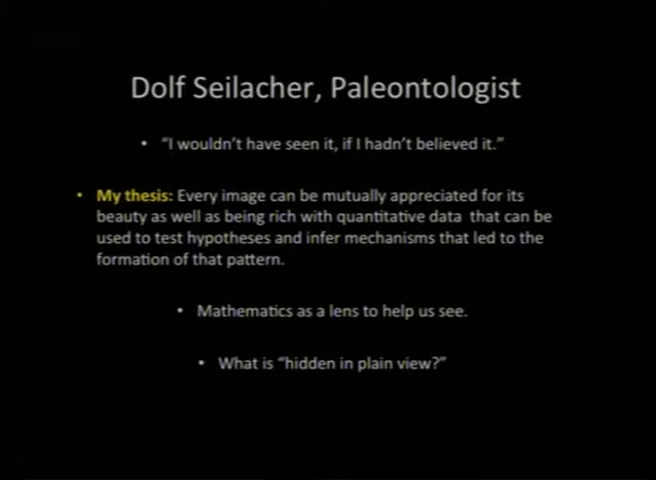 Dolf Seilacher, Paleontologist
• “I wouldn’t have seen it, if I hadn’t believed it.”
• My thesis: Every image can be mutually appreciated for its
beauty as well as being rich with quantitative data that can be
used to test hypotheses and infer mechanisms that led to the
formation of that pattern.
• Mathematics as a lens to help us see.
• What is “hidden in plain view?”